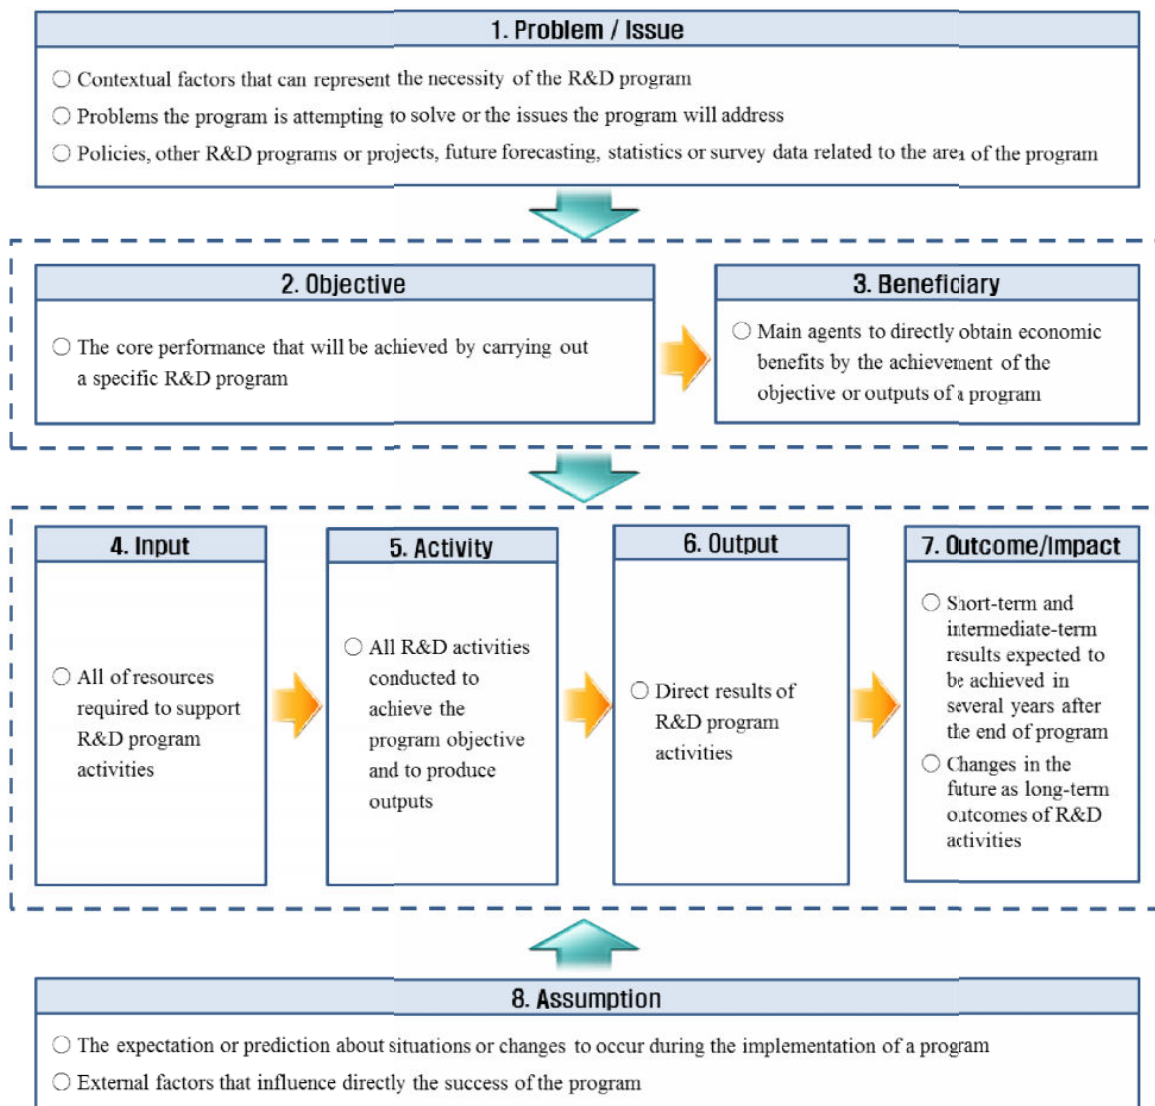 1. Problem / Issue
○ Contextual factors that can represent the necessity of the R&D program
○ Problems the program is attempting to solve or the issues the program will address
○ Policies, other R&D programs or projects, future forecasting, statistics or survey data related to the area of the program
2. Objective
○ The core performance that will be achieved by carrying out
a specific R&D program
3. Beneficiary
○ Main agents to directly obtain economic
benefits by the achievement of the
objective or outputs of a program
4. Input
○ All of resources
required to support
R&D program
activities
5. Activity
○ All R&D activities
conducted to
achieve the
program objective
and to produce
outputs
6. Output
○ Direct results of
R&D program
activities
7. Outcome/Impact
○ Short-term and
intermediate-term
results expected to
be achieved in
several years after
the end of program
○ Changes in the
future as long-term
outcomes of R&D
activities
8. Assumption
○ The expectation or prediction about situations or changes to occur during the implementation of a program
○ External factors that influence directly the success of the program